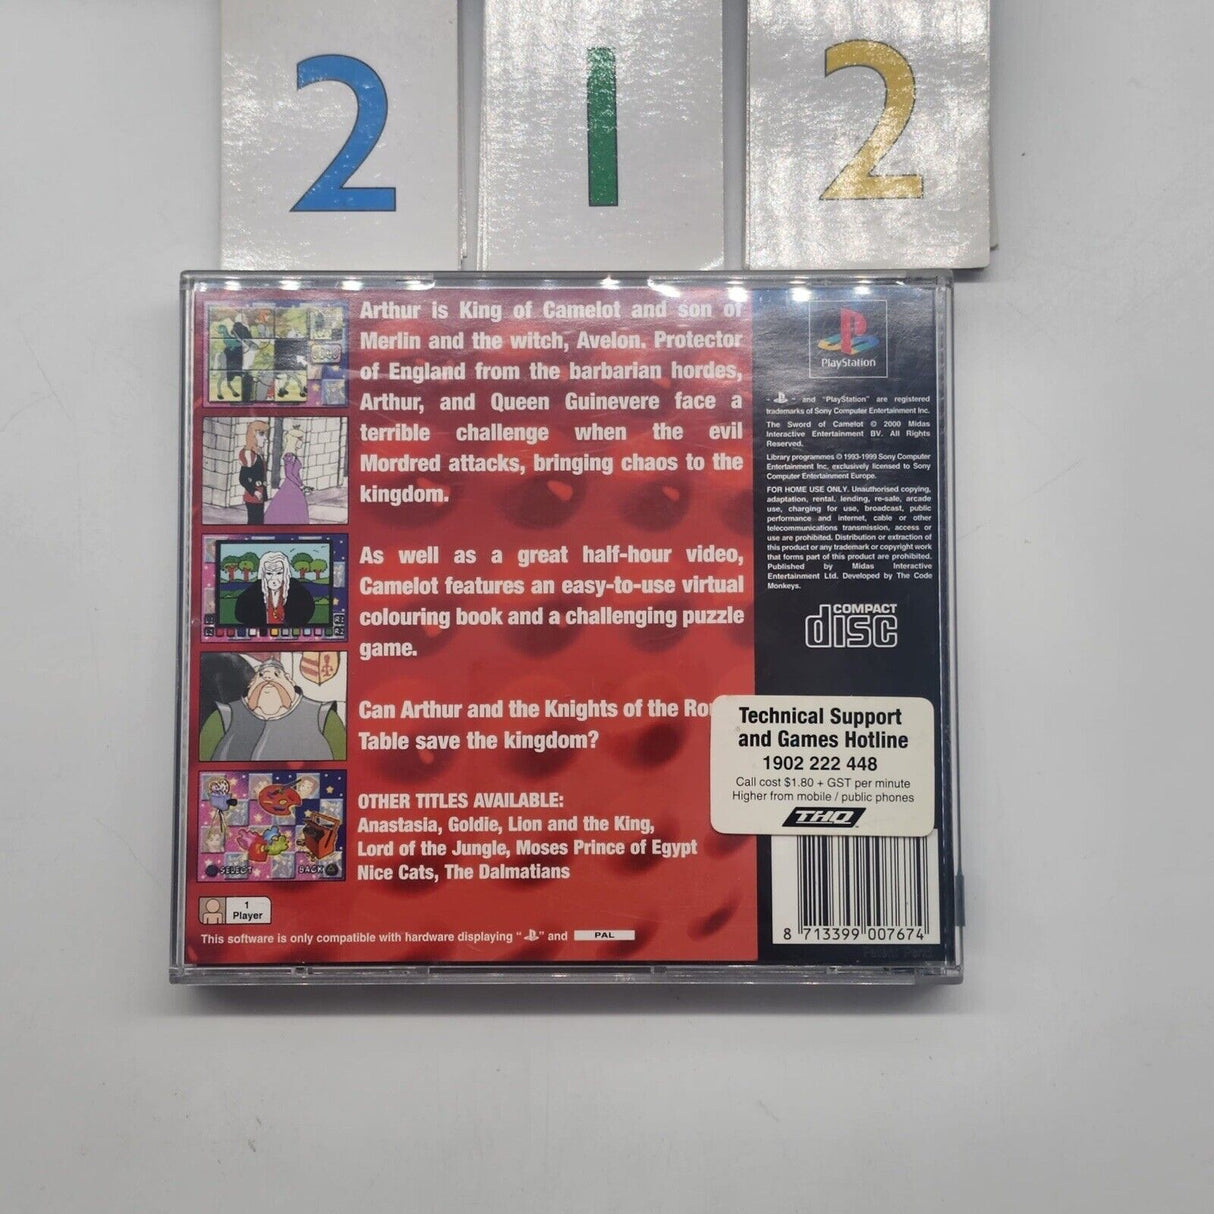 2 1 2
Arthur is King of Camelot and son of
Merlin and the witch, Avelon. Protector
of England from the barbarian hordes,
Arthur, and Queen Guinevere face a
terrible challenge when the evil
Mordred attacks, bringing chaos to the
kingdom.
As well as a great half-hour video,
Camelot features an easy-to-use virtual
colouring book and a challenging puzzle
game.
Can Arthur and the Knights of the Rou
Table save the kingdom?
OTHER TITLES AVAILABLE:
Anastasia, Goldie, Lion and the King,
Lord of the Jungle, Moses Prince of Egypt
Nice Cats, The Dalmatians
SELECT BACK
1
Player
This software is only compatible with hardware displaying " " and PAL
PlayStation
" " and "PlayStation" are registered
trademarks of Sony Computer Entertainment Inc.
The Sword of Camelot © 2000 Midas
Interactive Entertainment BV. All Rights
Reserved.
Library programmes © 1993-1999 Sony Computer
Entertainment Inc, exclusively licensed to Sony
Computer Entertainment Europe.
FOR HOME USE ONLY. Unauthorised copying,
adaptation, rental, lending, re-sale, arcade
use, charging for use, broadcast, public
performance and internet, cable or other
telecommunications transmission, access or
use are prohibited. Distribution or extraction of
this product or any trademark or copyright work
that forms part of this product are prohibited.
Published by Midas Interactive
Entertainment Ltd. Developed by The Code
Monkeys.
COMPACT
disc
Technical Support
and Games Hotline
1902 222 448
Call cost $1.80 + GST per minute
Higher from mobile / public phones
THQ
8 713399 007674